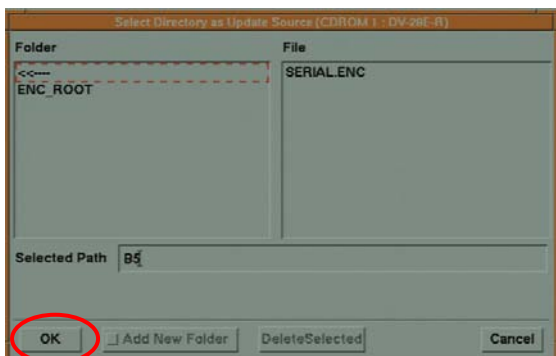 Select Directory as Update Source (CDROM 1 : DV-28E-R)
Folder File
<<---- SERIAL.ENC
ENC_ROOT
Selected Path B5
OK Add New Folder DeleteSelected Cancel